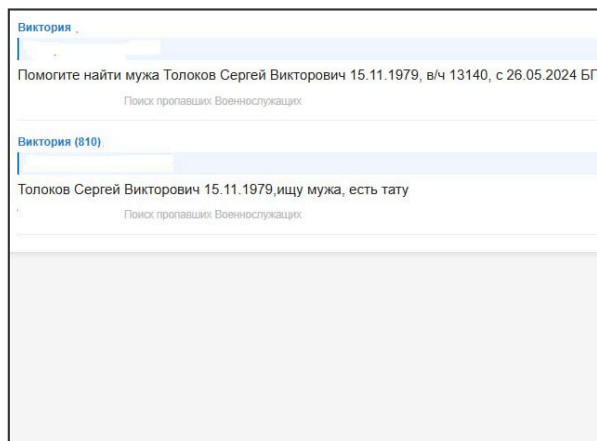 Виктория
Помогите найти мужа Толоков Сергей Викторович 15.11.1979, в/ч 13140, с 26.05.2024 БП
Поиск пропавших Военнослужащих
Виктория (810)
Толоков Сергей Викторович 15.11.1979,ищу мужа, есть тату
Поиск пропавших Военнослужащих